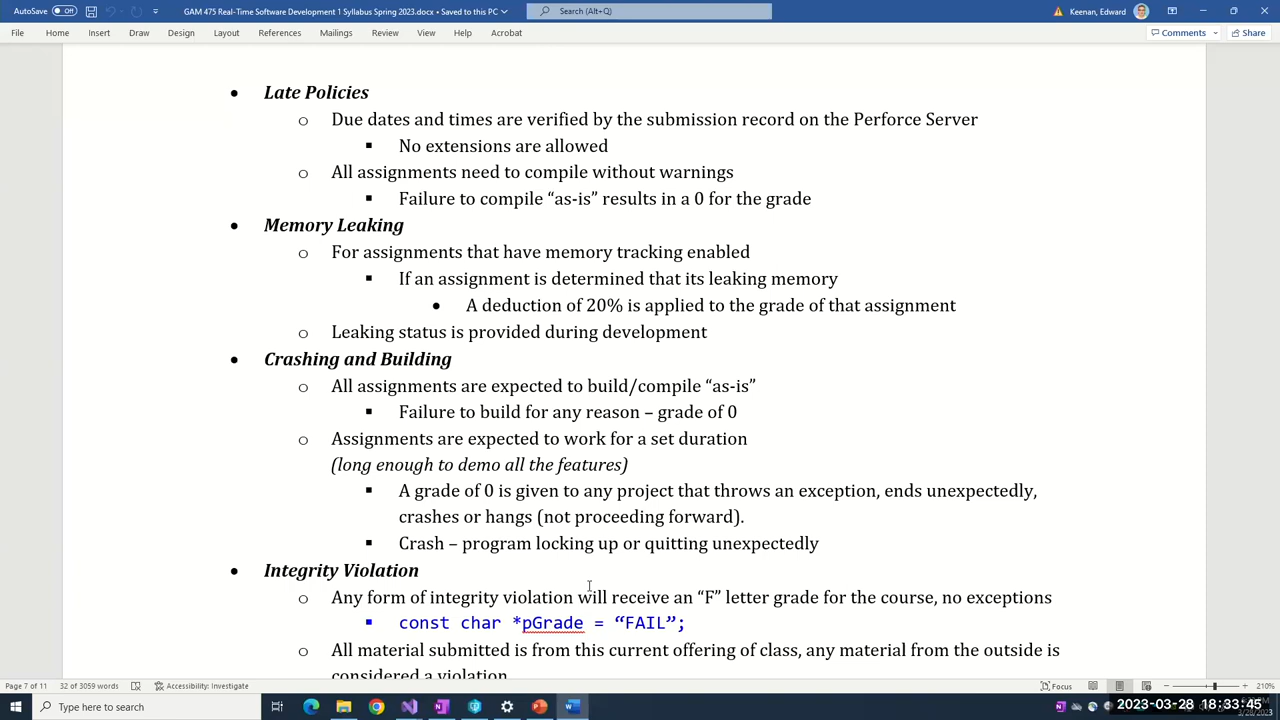 AutoSave Off GAM 475 Real-Time Software Development 1 Syllabus Spring 2023.docx • Saved to this PC Search (Alt+Q) Keenan, Edward
File Home Insert Draw Design Layout References Mailings Review View Help Acrobat Comments Share
• Late Policies
o Due dates and times are verified by the submission record on the Perforce Server
▪ No extensions are allowed
o All assignments need to compile without warnings
▪ Failure to compile “as-is” results in a 0 for the grade
• Memory Leaking
o For assignments that have memory tracking enabled
▪ If an assignment is determined that its leaking memory
• A deduction of 20% is applied to the grade of that assignment
o Leaking status is provided during development
• Crashing and Building
o All assignments are expected to build/compile “as-is”
▪ Failure to build for any reason – grade of 0
o Assignments are expected to work for a set duration
(long enough to demo all the features)
▪ A grade of 0 is given to any project that throws an exception, ends unexpectedly,
crashes or hangs (not proceeding forward).
▪ Crash – program locking up or quitting unexpectedly
• Integrity Violation
o Any form of integrity violation will receive an “F” letter grade for the course, no exceptions
▪ const char *pGrade = “FAIL”;
o All material submitted is from this current offering of class, any material from the outside is
considered a violation
Page 7 of 11 32 of 3059 words Accessibility: Investigate Focus 210%
Type here to search 2023-03-28 18:33:45